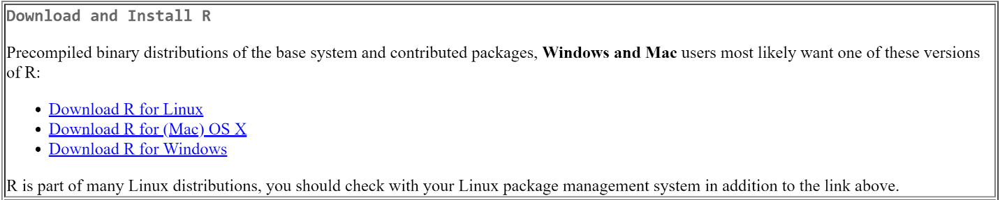 Download and Install R
Precompiled binary distributions of the base system and contributed packages, Windows and Mac users most likely want one of these versions
of R:
• Download R for Linux
• Download R for (Mac) OS X
• Download R for Windows
R is part of many Linux distributions, you should check with your Linux package management system in addition to the link above.